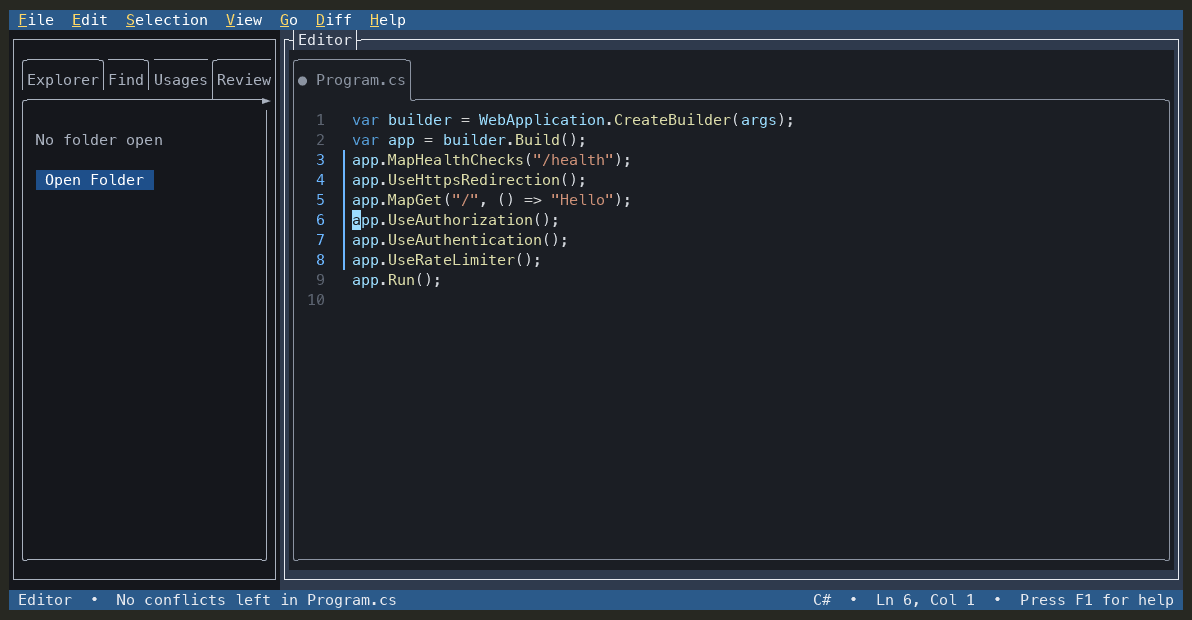 File Edit Selection View Go Diff Help
Editor
Explorer Find Usages Review
● Program.cs
No folder open
Open Folder
1 var builder = WebApplication.CreateBuilder(args);
2 var app = builder.Build();
3 app.MapHealthChecks("/health");
4 app.UseHttpsRedirection();
5 app.MapGet("/", () => "Hello");
6 app.UseAuthorization();
7 app.UseAuthentication();
8 app.UseRateLimiter();
9 app.Run();
10
Editor • No conflicts left in Program.cs
C# • Ln 6, Col 1 • Press F1 for help